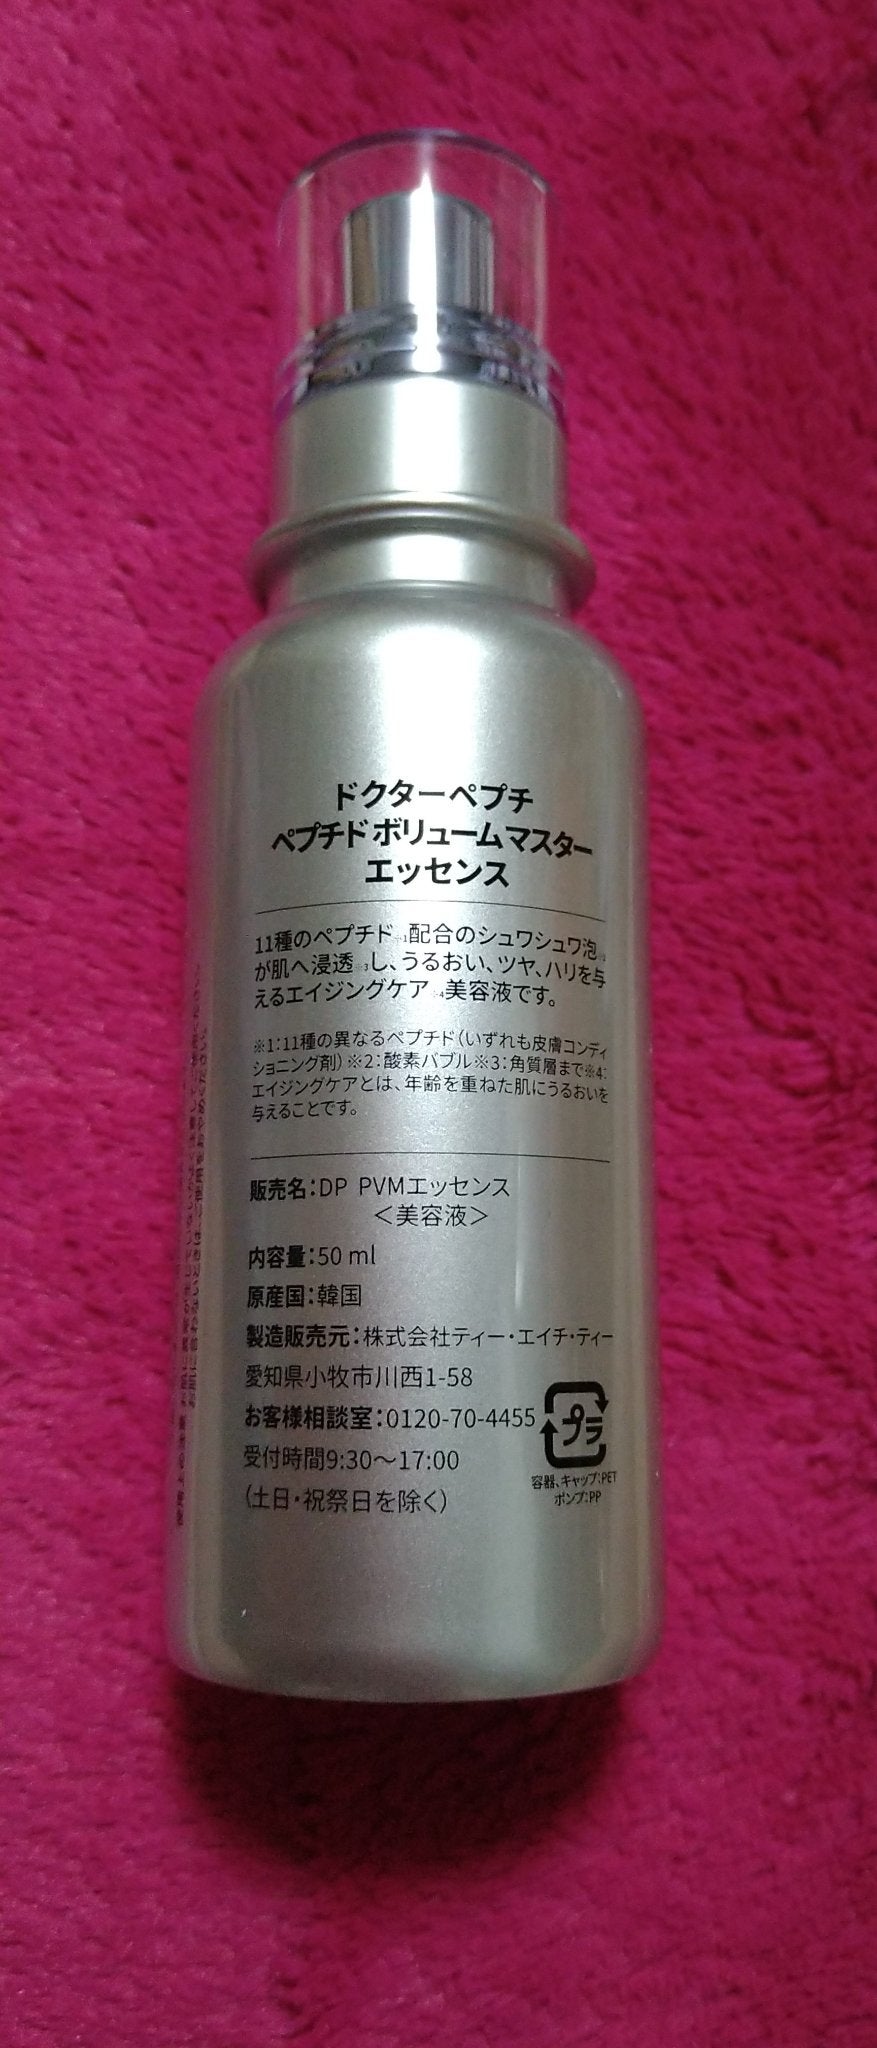 ドクターペプチ
ペプチドボリュームマスター
エッセンス
11種のペプチド※1配合のシュワシュワ泡※2
が肌へ浸透※3し、うるおい、ツヤ、ハリを与
えるエイジングケア※4美容液です。
※1:11種の異なるペプチド(いずれも皮膚コンディ
ショニング剤)※2:酸素バブル※3:角質層まで※4:
エイジングケアとは、年齢を重ねた肌にうるおいを
与えることです。
販売名:DP PVMエッセンス
<美容液>
内容量:50 ml
原産国:韓国
製造販売元:株式会社ティー・エイチ・ティー
愛知県小牧市川西1-58
お客様相談室:0120-70-4455
受付時間9:30～17:00
(土日・祝祭日を除く)
プラ
容器、キャップ:PET
ポンプ:PP